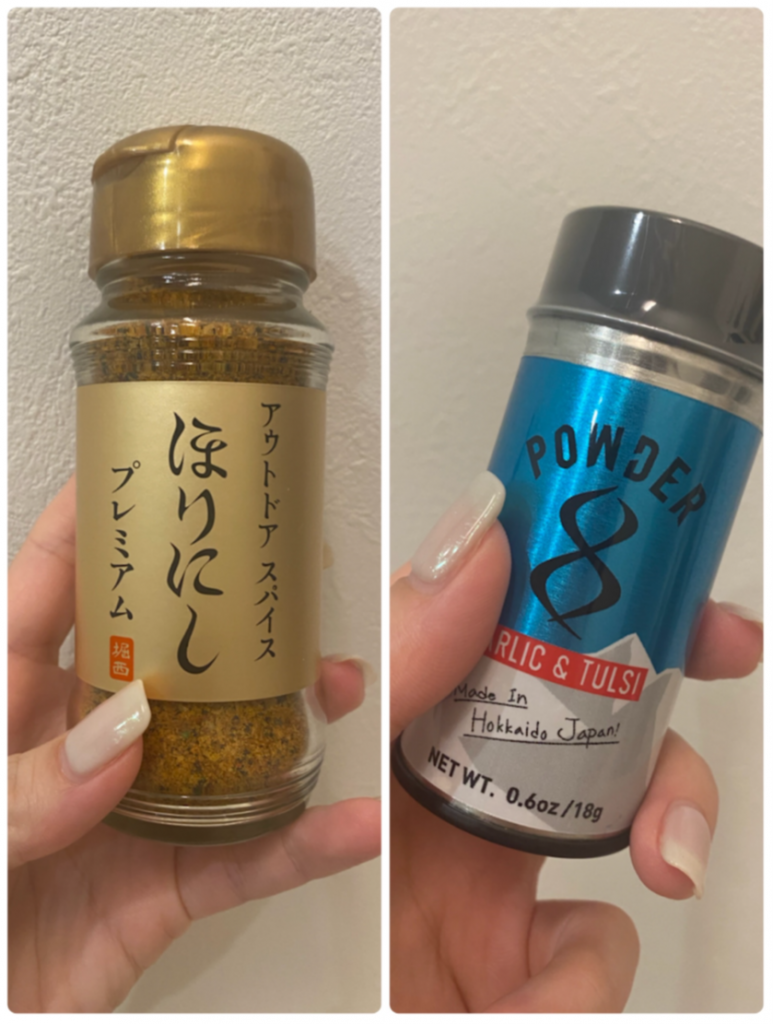 アウトドア スパイス
ほりにし
プレミアム
堀西
POWDER
8
ARLIC & TULSI
Made In
Hokkaido Japan!
NET WT. 0.6oz/18g